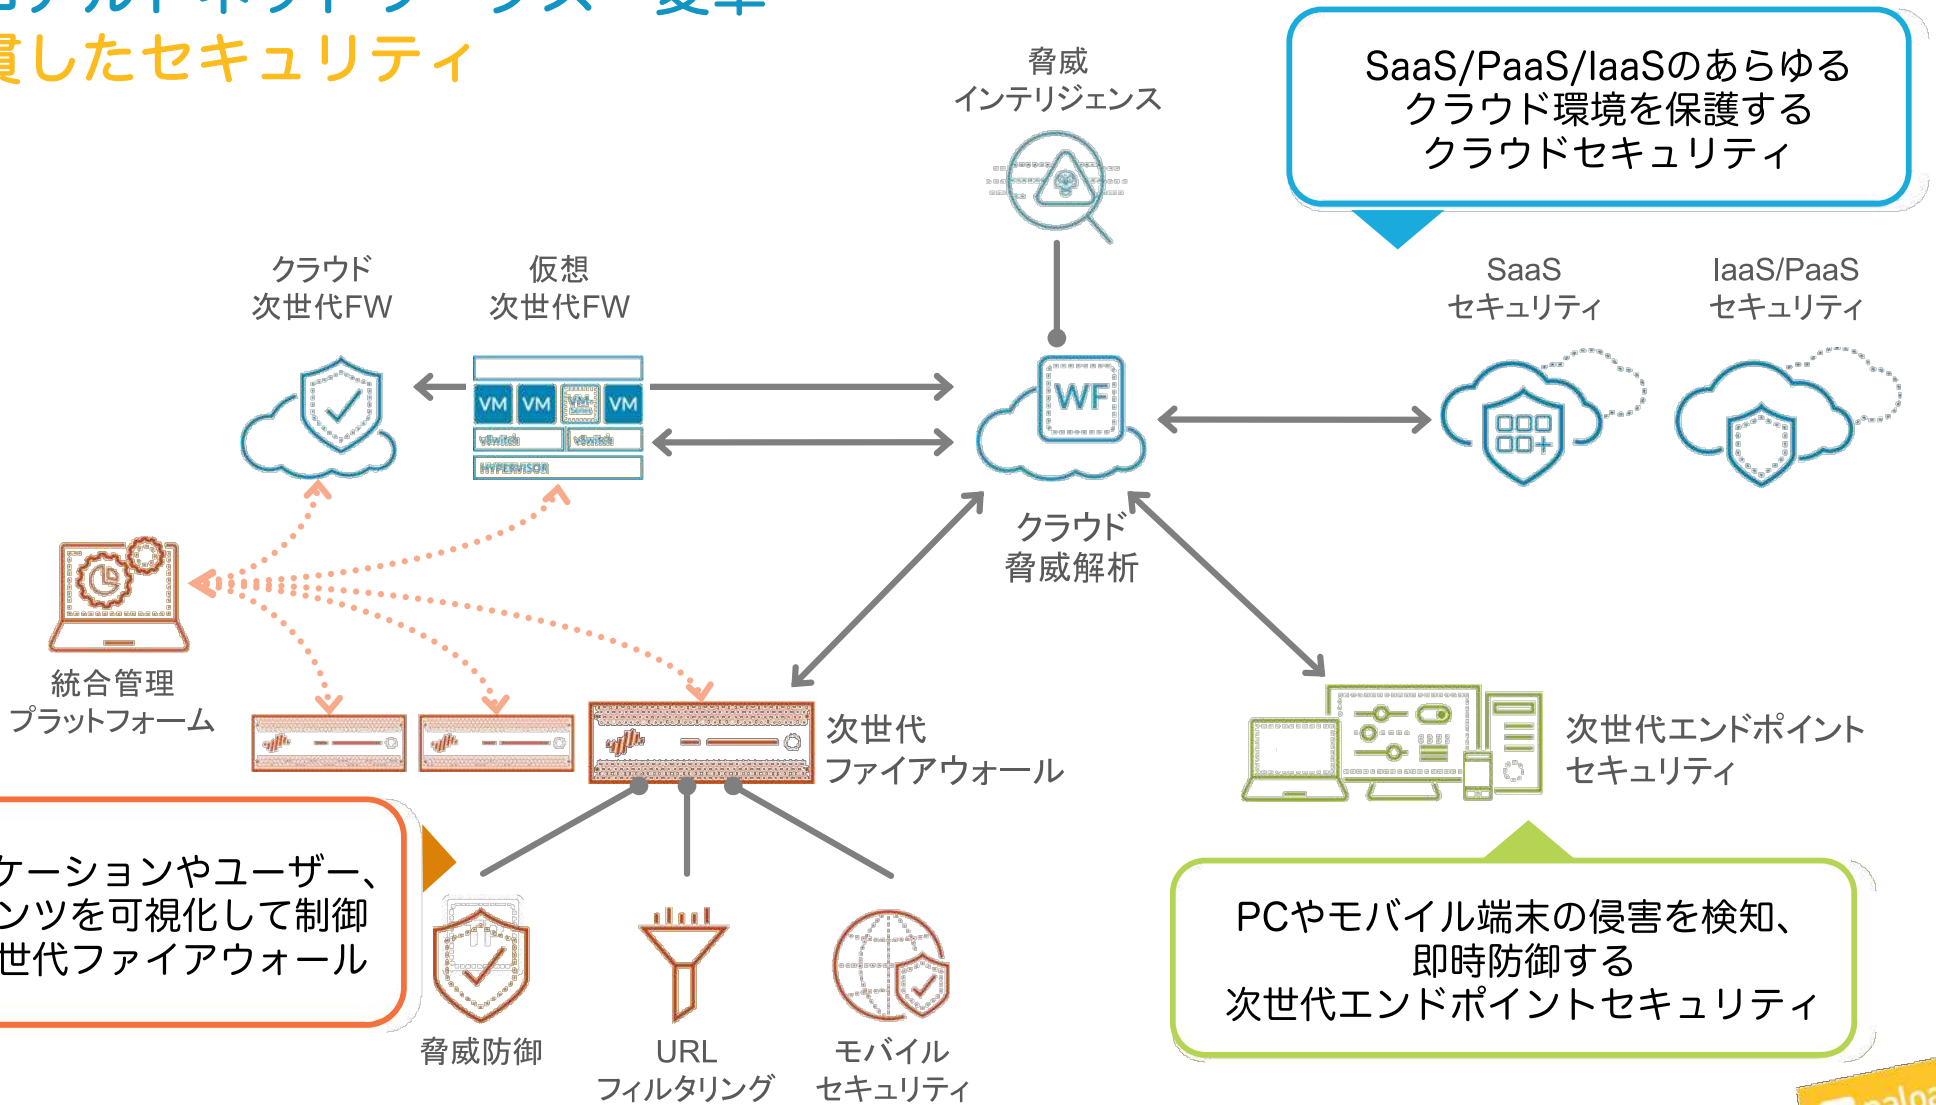 貫したセキュリティ
脅威
インテリジェンス
SaaS/PaaS/IaaSのあらゆる
クラウド環境を保護する
クラウドセキュリティ
クラウド
次世代FW
仮想
次世代FW
SaaS
セキュリティ
IaaS/PaaS
セキュリティ
VM
VM
VM-
Series
VM
vSwitch
vSwitch
HYPERVISOR
WF
クラウド
脅威解析
統合管理
プラットフォーム
次世代
ファイアウォール
次世代エンドポイント
セキュリティ
ケーションやユーザー、
ンツを可視化して制御
世代ファイアウォール
PCやモバイル端末の侵害を検知、
即時防御する
次世代エンドポイントセキュリティ
脅威防御
URL
フィルタリング
モバイル
セキュリティ